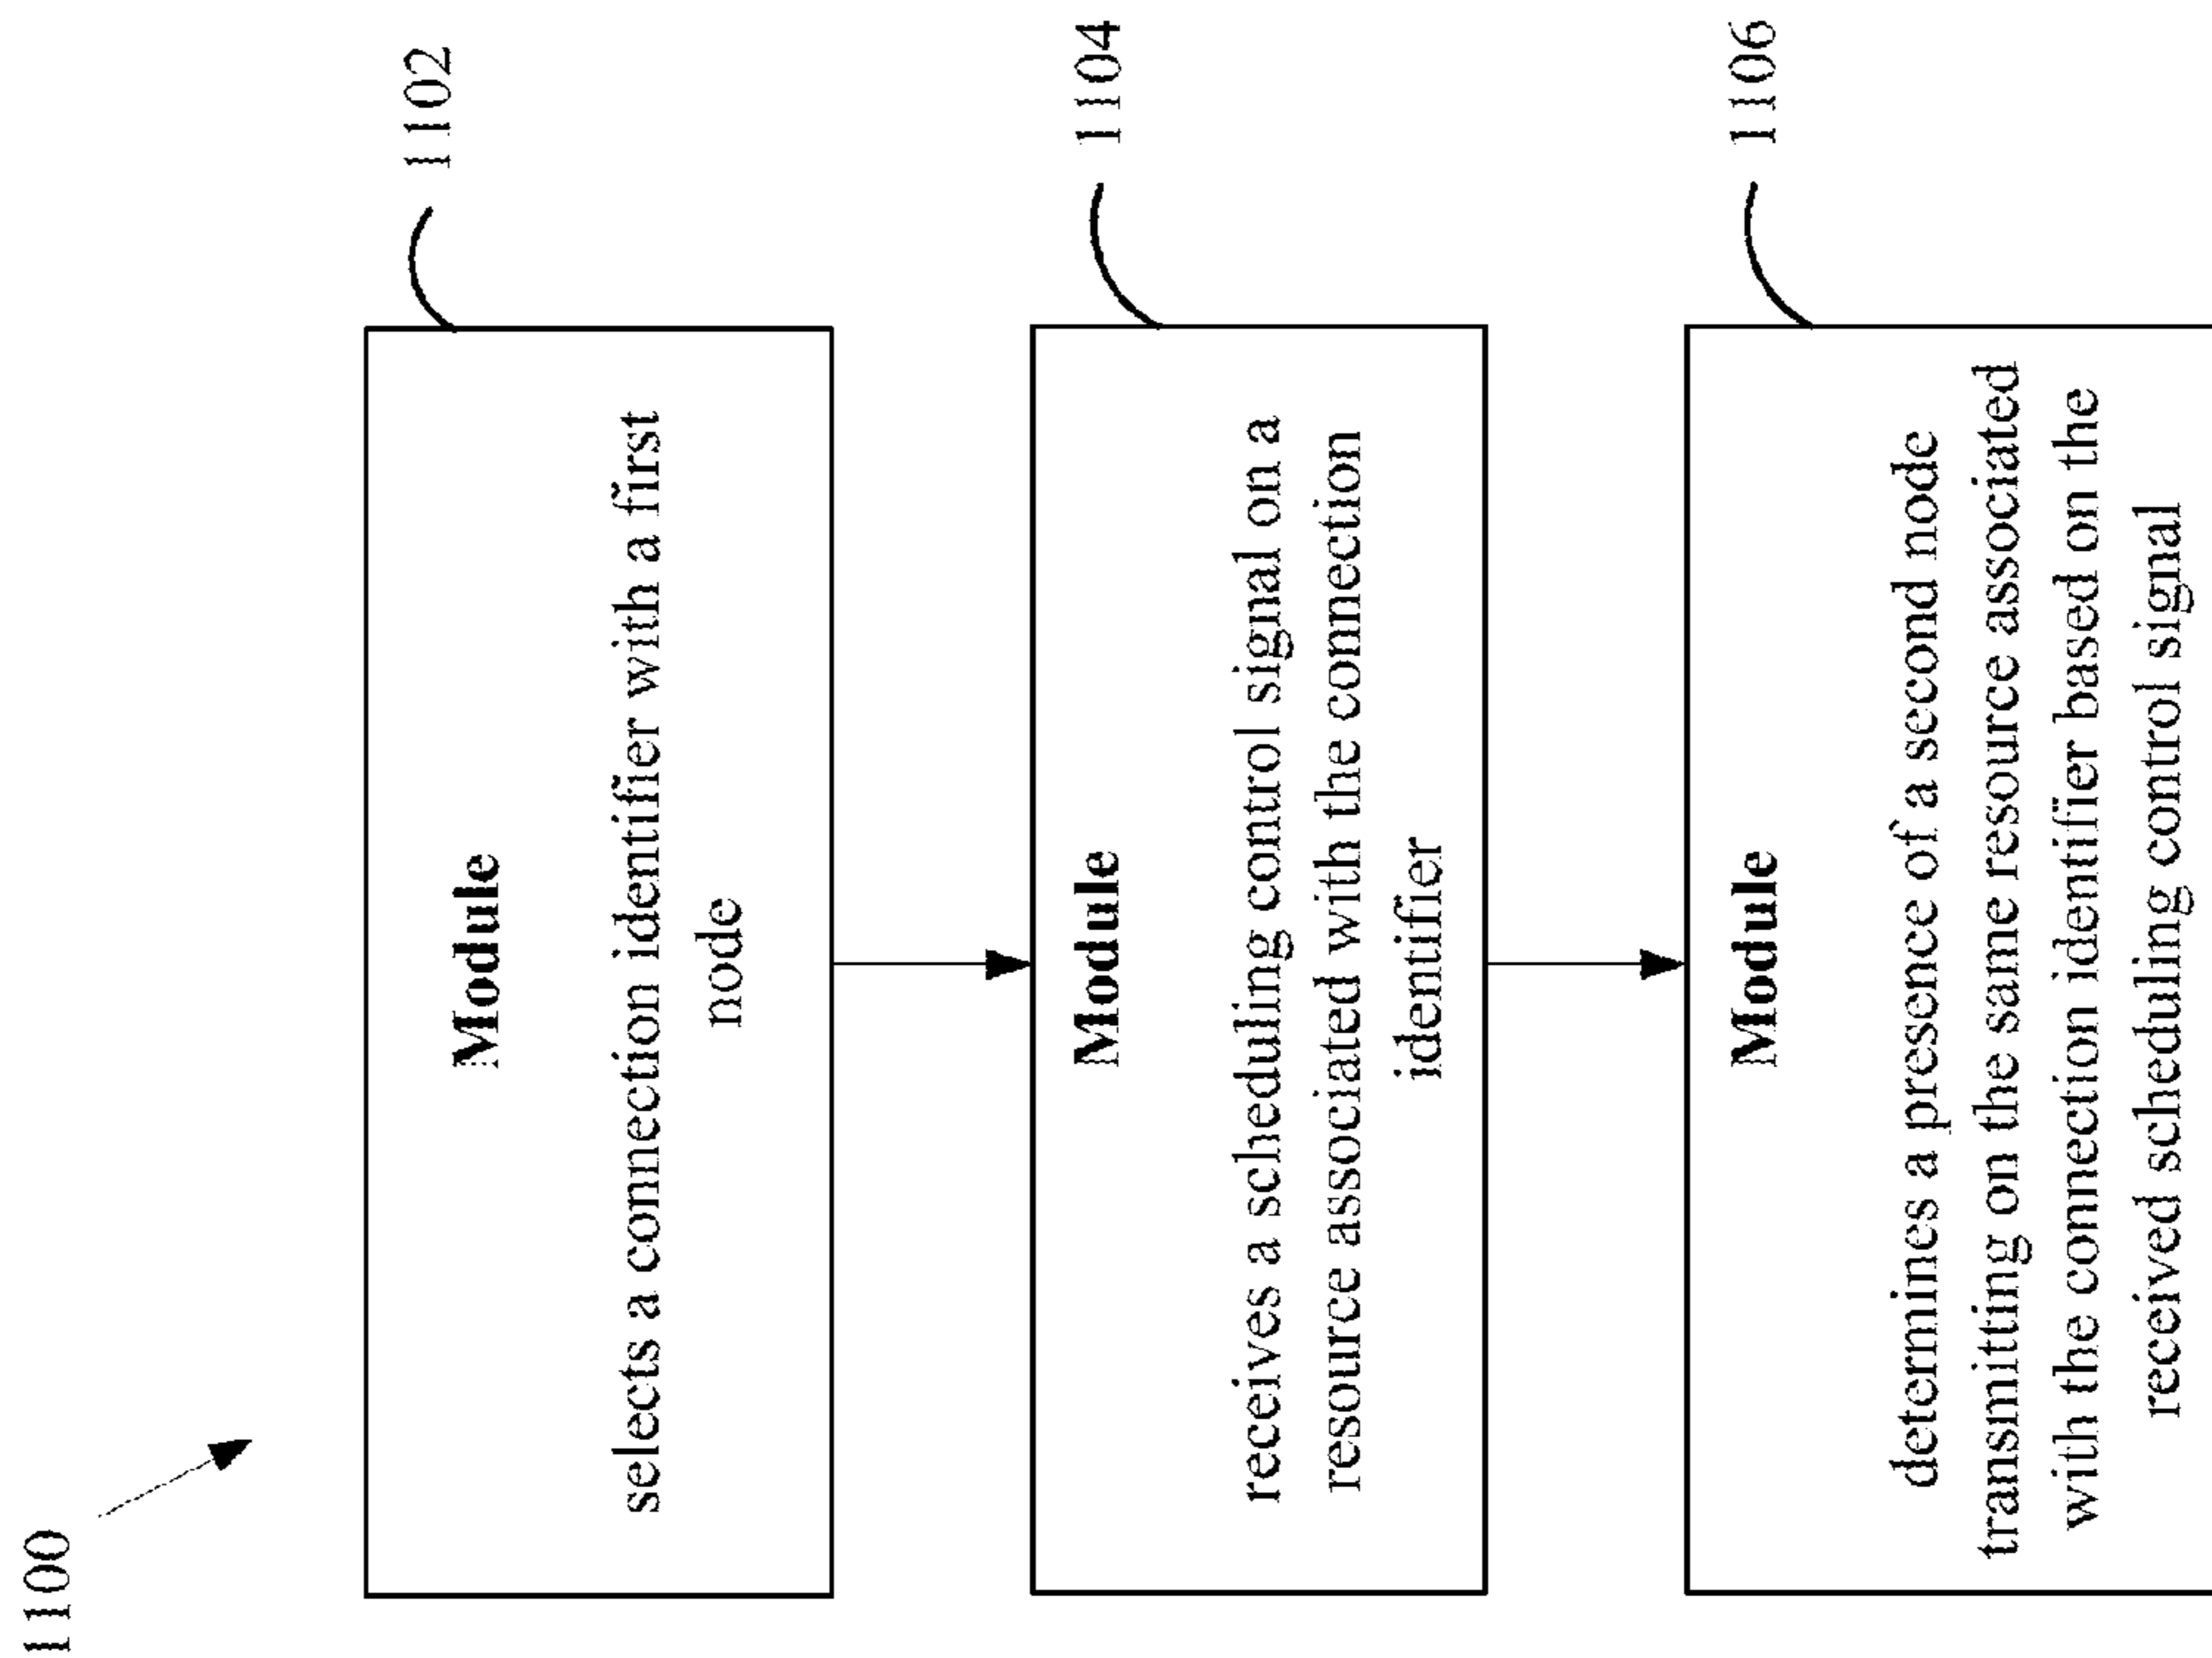 1100
1102
Module
selects a connection identifier with a first
node
1104
Module
receives a scheduling control signal on a
resource associated with the connection
identifier
1106
Module
determines a presence of a second node
transmitting on the same resource associated
with the connection identifier based on the
received scheduling control signal